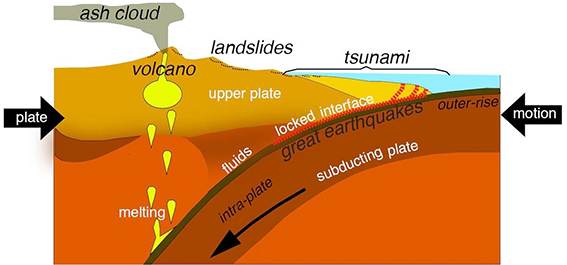 ash cloud
landslides
tsunami
volcano
upper plate
locked interface
great earthquakes
outer-rise
plate
motion
fluids
subducting plate
intra-plate
melting